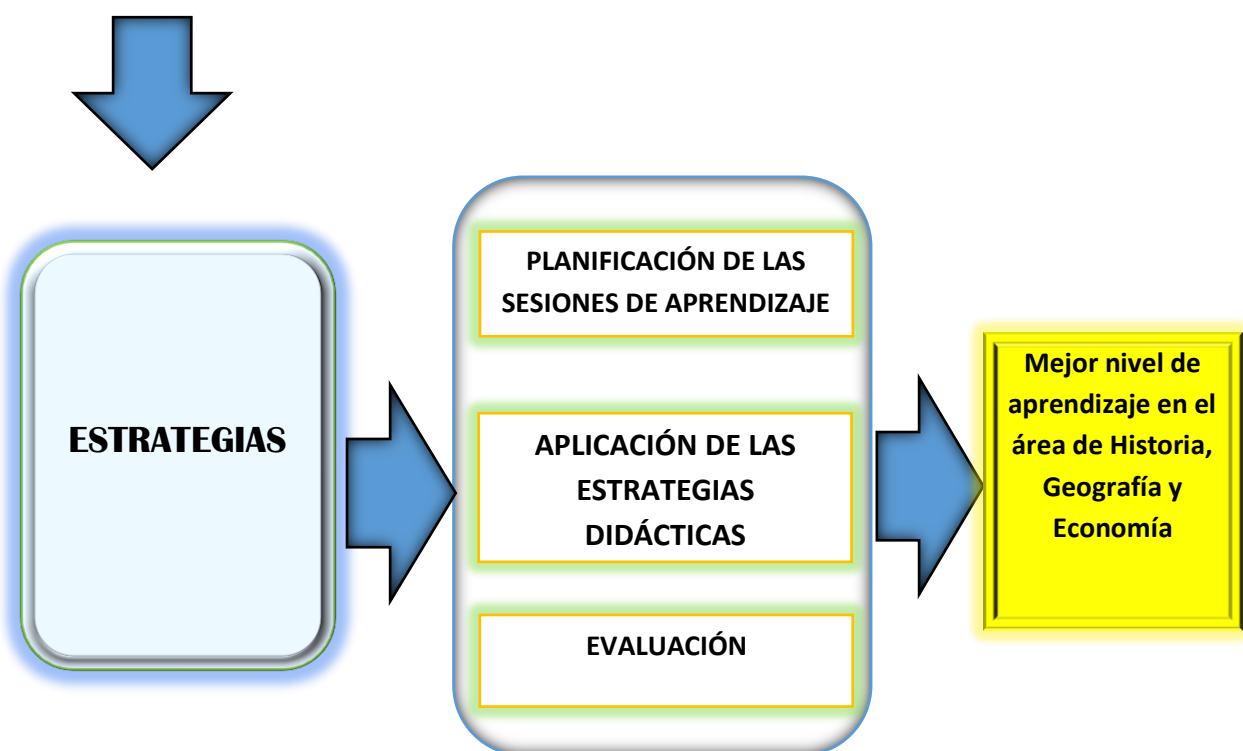 ESTRATEGIAS
PLANIFICACIÓN DE LAS
SESIONES DE APRENDIZAJE
APLICACIÓN DE LAS
ESTRATEGIAS
DIDÁCTICAS
EVALUACIÓN
Mejor nivel de
aprendizaje en el
área de Historia,
Geografía y
Economía